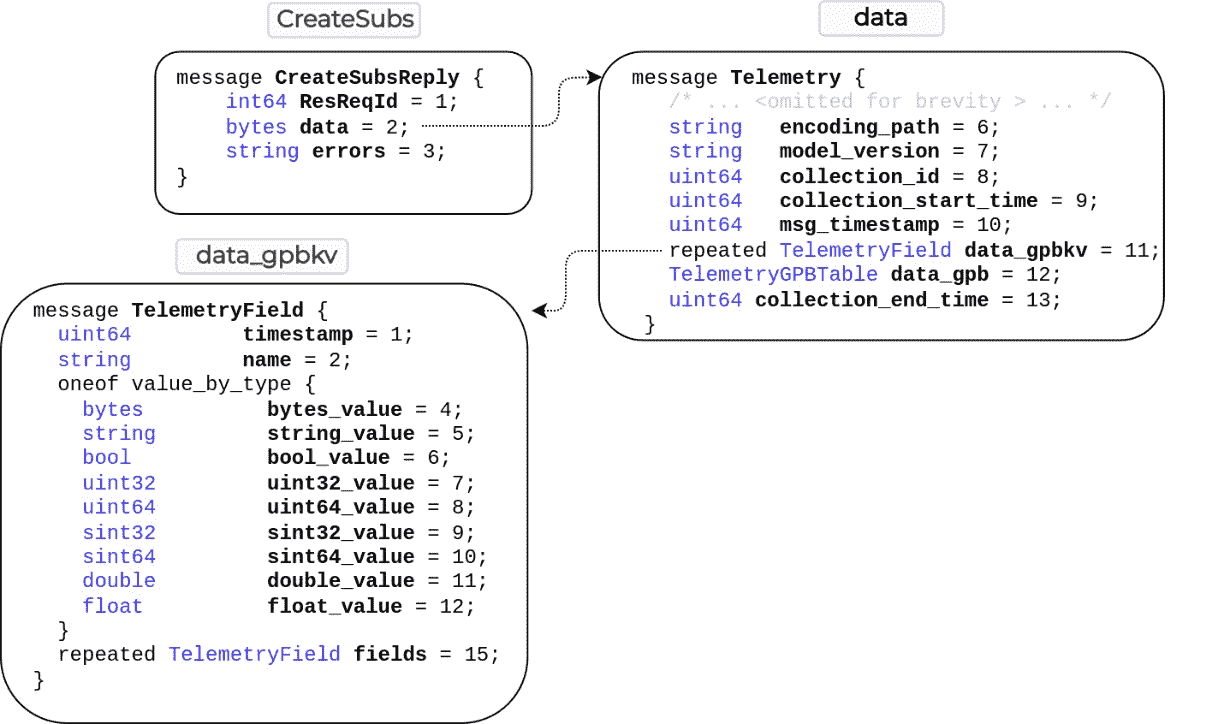 CreateSubs
message CreateSubsReply {
int64 ResReqId = 1;
bytes data = 2;
string errors = 3;
}
data
message Telemetry {
/* ... <omitted for brevity > ... */
string encoding_path = 6;
string model_version = 7;
uint64 collection_id = 8;
uint64 collection_start_time = 9;
uint64 msg_timestamp = 10;
repeated TelemetryField data_gpbkv = 11;
TelemetryGPBTable data_gpb = 12;
uint64 collection_end_time = 13;
}
data_gpbkv
message TelemetryField {
uint64 timestamp = 1;
string name = 2;
oneof value_by_type {
bytes bytes_value = 4;
string string_value = 5;
bool bool_value = 6;
uint32 uint32_value = 7;
uint64 uint64_value = 8;
sint32 sint32_value = 9;
sint64 sint64_value = 10;
double double_value = 11;
float float_value = 12;
}
repeated TelemetryField fields = 15;
}